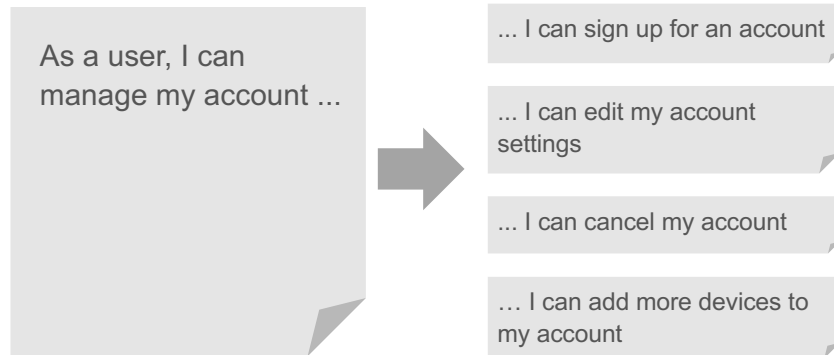 As a user, I can
manage my account ...
... I can sign up for an account
... I can edit my account
settings
... I can cancel my account
… I can add more devices to
my account